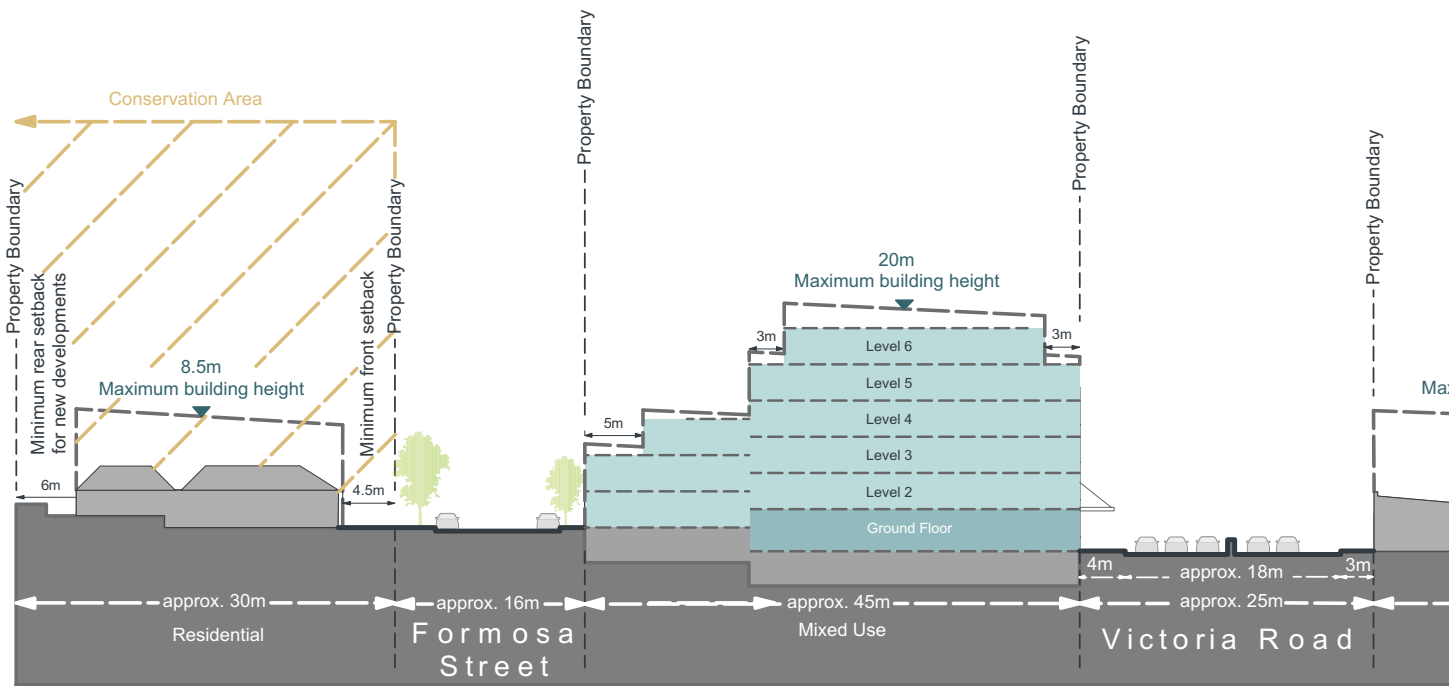 Conservation Area
Property Boundary
Minimum rear setback
for new developments
Minimum front setback
Property Boundary
Property Boundary
Property Boundary
Property Boundary
8.5m
Maximum building height
20m
Maximum building height
Max
6m
4.5m
5m
3m
3m
Level 6
Level 5
Level 4
Level 3
Level 2
Ground Floor
4m
approx. 18m
3m
approx. 30m
approx. 16m
approx. 45m
approx. 25m
Residential
Formosa
Street
Mixed Use
Victoria Road